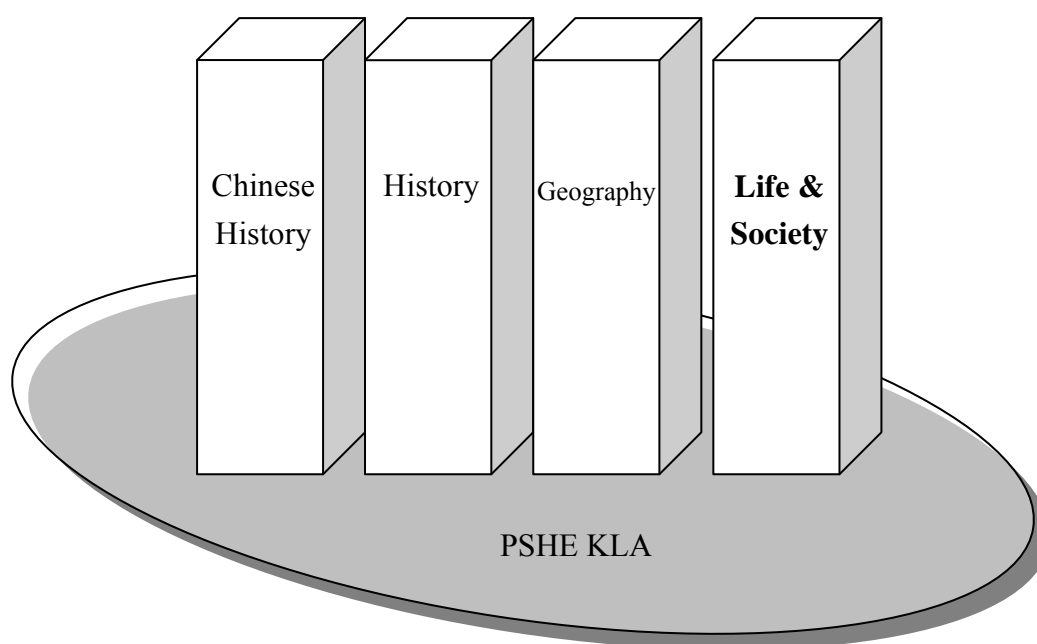 Chinese
History
History
Geography
Life &
Society
PSHE KLA